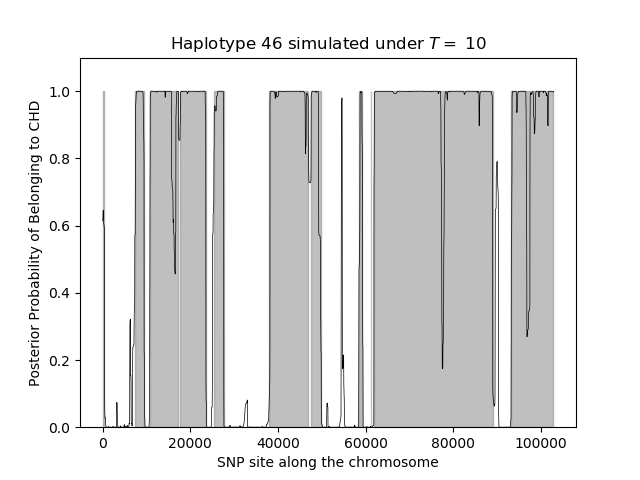 Haplotype 46 simulated under T = 10
Posterior Probability of Belonging to CHD
1.0
0.8
0.6
0.4
0.2
0.0
0 20000 40000 60000 80000 100000
SNP site along the chromosome